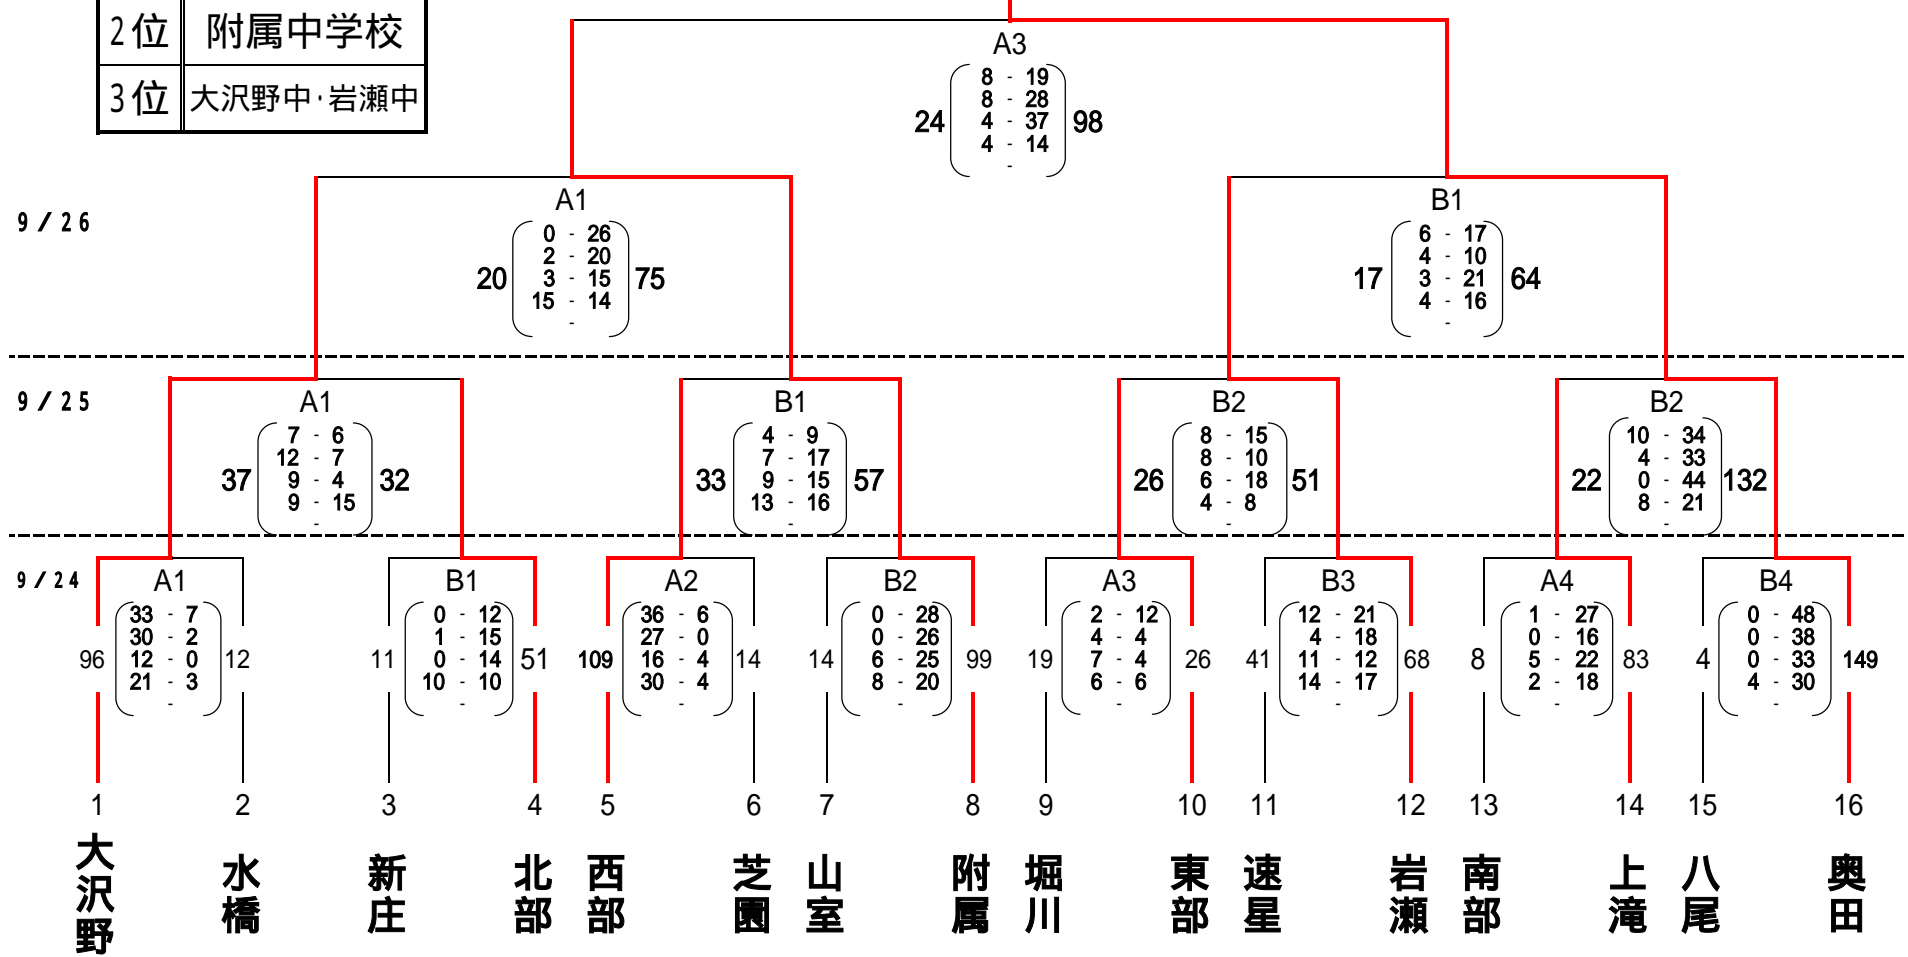 2位 附属中学校
3位 大沢野中・岩瀬中
A3
8 - 19
8 - 28
24 4 - 37 98
4 - 14
-
9/26
A1 B1
0 - 26 6 - 17
2 - 20 4 - 10
20 3 - 15 75 17 3 - 21 64
15 - 14 4 - 16
- -
9/25
A1 B1 B2 B2
7 - 6 4 - 9 8 - 15 10 - 34
12 - 7 7 - 17 8 - 10 4 - 33
37 9 - 4 32 33 9 - 15 57 26 6 - 18 51 22 0 - 44 132
9 - 15 13 - 16 4 - 8 8 - 21
- - - -
9/24 A1 B1 A2 B2 A3 B3 A4 B4
33 - 7 0 - 12 36 - 6 0 - 28 2 - 12 12 - 21 1 - 27 0 - 48
30 - 2 1 - 15 27 - 0 0 - 26 4 - 4 4 - 18 0 - 16 0 - 38
96 12 - 0 12 11 0 - 14 51 109 16 - 4 14 14 6 - 25 99 19 7 - 4 26 41 11 - 12 68 8 5 - 22 83 4 0 - 33 149
21 - 3 10 - 10 30 - 4 8 - 20 6 - 6 14 - 17 2 - 18 4 - 30
- - - - - - - -
1 2 3 4 5 6 7 8 9 10 11 12 13 14 15 16
大沢野
水橋
新庄
北部
西部
芝園
山室
附属
堀川
東部
速星
岩瀬
南部
上滝
八尾
奥田